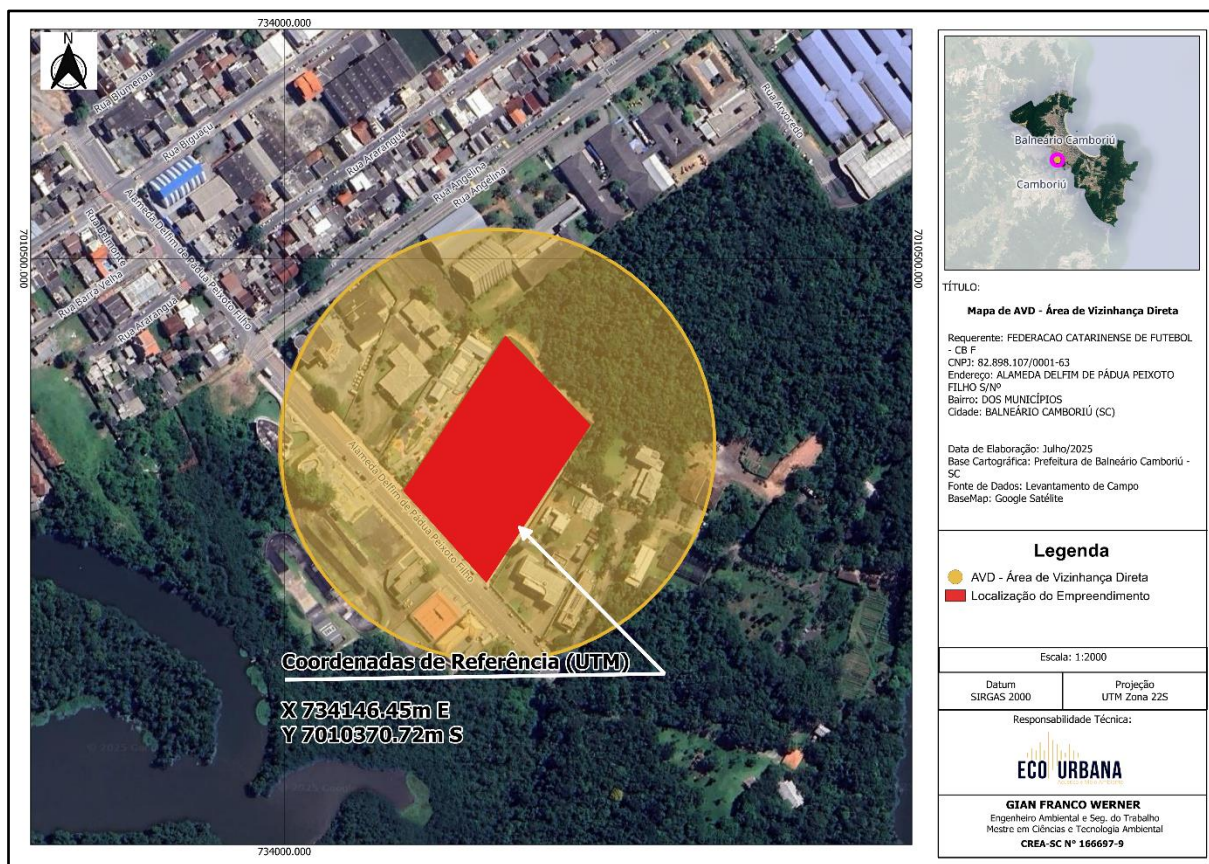 734000.000
N
Rua Blumenau
Rua Biguaçu
Rua Araranguá
Rua Angelina
Rua Angelina
Rua Arvoredo
Alameda Delfim de Pádua Peixoto Filho
Rua Belmonte
Rua Barra Velha
Rua Araranguá
7010500.000
7010500.000
Alameda Delfim de Pádua Peixoto Filho
Coordenadas de Referência (UTM)
X 734146.45m E
Y 7010370.72m S
734000.000
Balneário Camboriú
Camboriú
TÍTULO:
Mapa de AVD - Área de Vizinhança Direta
Requerente: FEDERACAO CATARINENSE DE FUTEBOL
- CB F
CNPJ: 82.898.107/0001-63
Endereço: ALAMEDA DELFIM DE PÁDUA PEIXOTO
FILHO S/Nº
Bairro: DOS MUNICÍPIOS
Cidade: BALNEÁRIO CAMBORIÚ (SC)
Data de Elaboração: Julho/2025
Base Cartográfica: Prefeitura de Balneário Camboriú -
SC
Fonte de Dados: Levantamento de Campo
BaseMap: Google Satélite
Legenda
AVD - Área de Vizinhança Direta
Localização do Empreendimento
Escala: 1:2000
Datum
SIRGAS 2000
Projeção
UTM Zona 22S
Responsabilidade Técnica:
ECO URBANA
GIAN FRANCO WERNER
Engenheiro Ambiental e Seg. do Trabalho
Mestre em Ciências e Tecnologia Ambiental
CREA-SC N° 166697-9